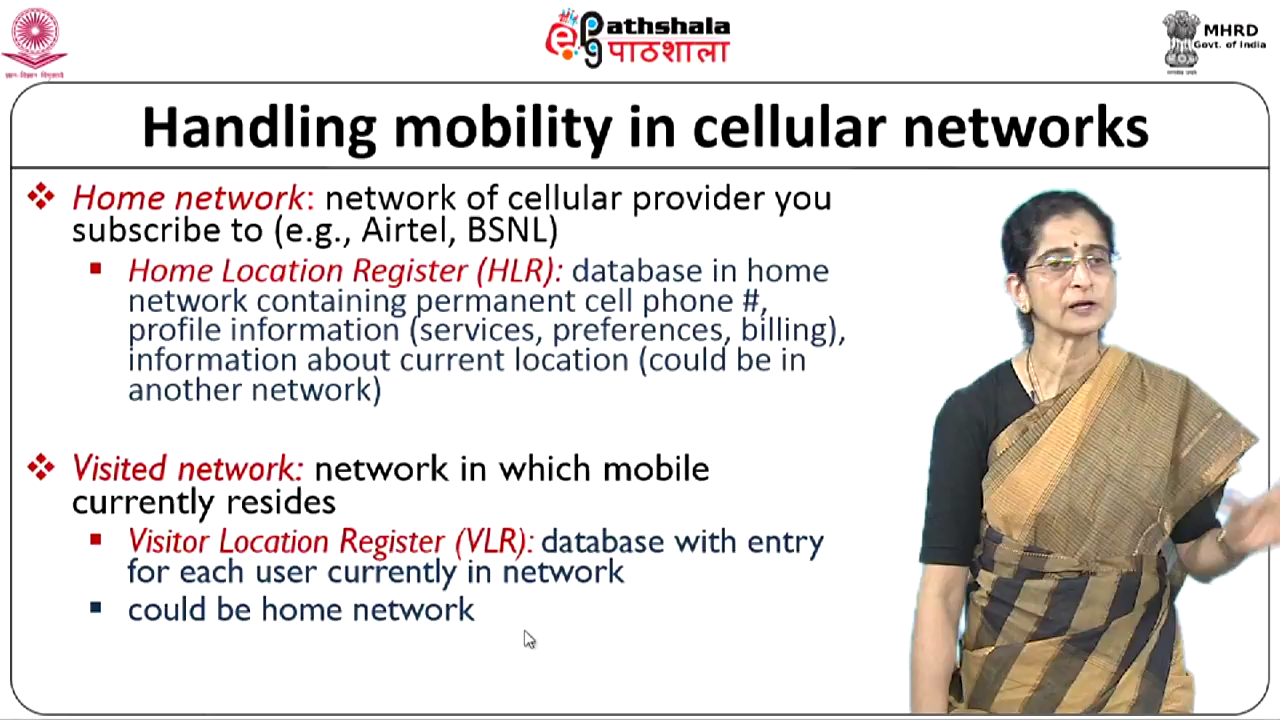 ePG Pathshala
पाठशाला
MHRD
Govt. of India
Handling mobility in cellular networks
Home network: network of cellular provider you
subscribe to (e.g., Airtel, BSNL)
Home Location Register (HLR): database in home
network containing permanent cell phone #,
profile information (services, preferences, billing),
information about current location (could be in
another network)
Visited network: network in which mobile
currently resides
Visitor Location Register (VLR): database with entry
for each user currently in network
could be home network